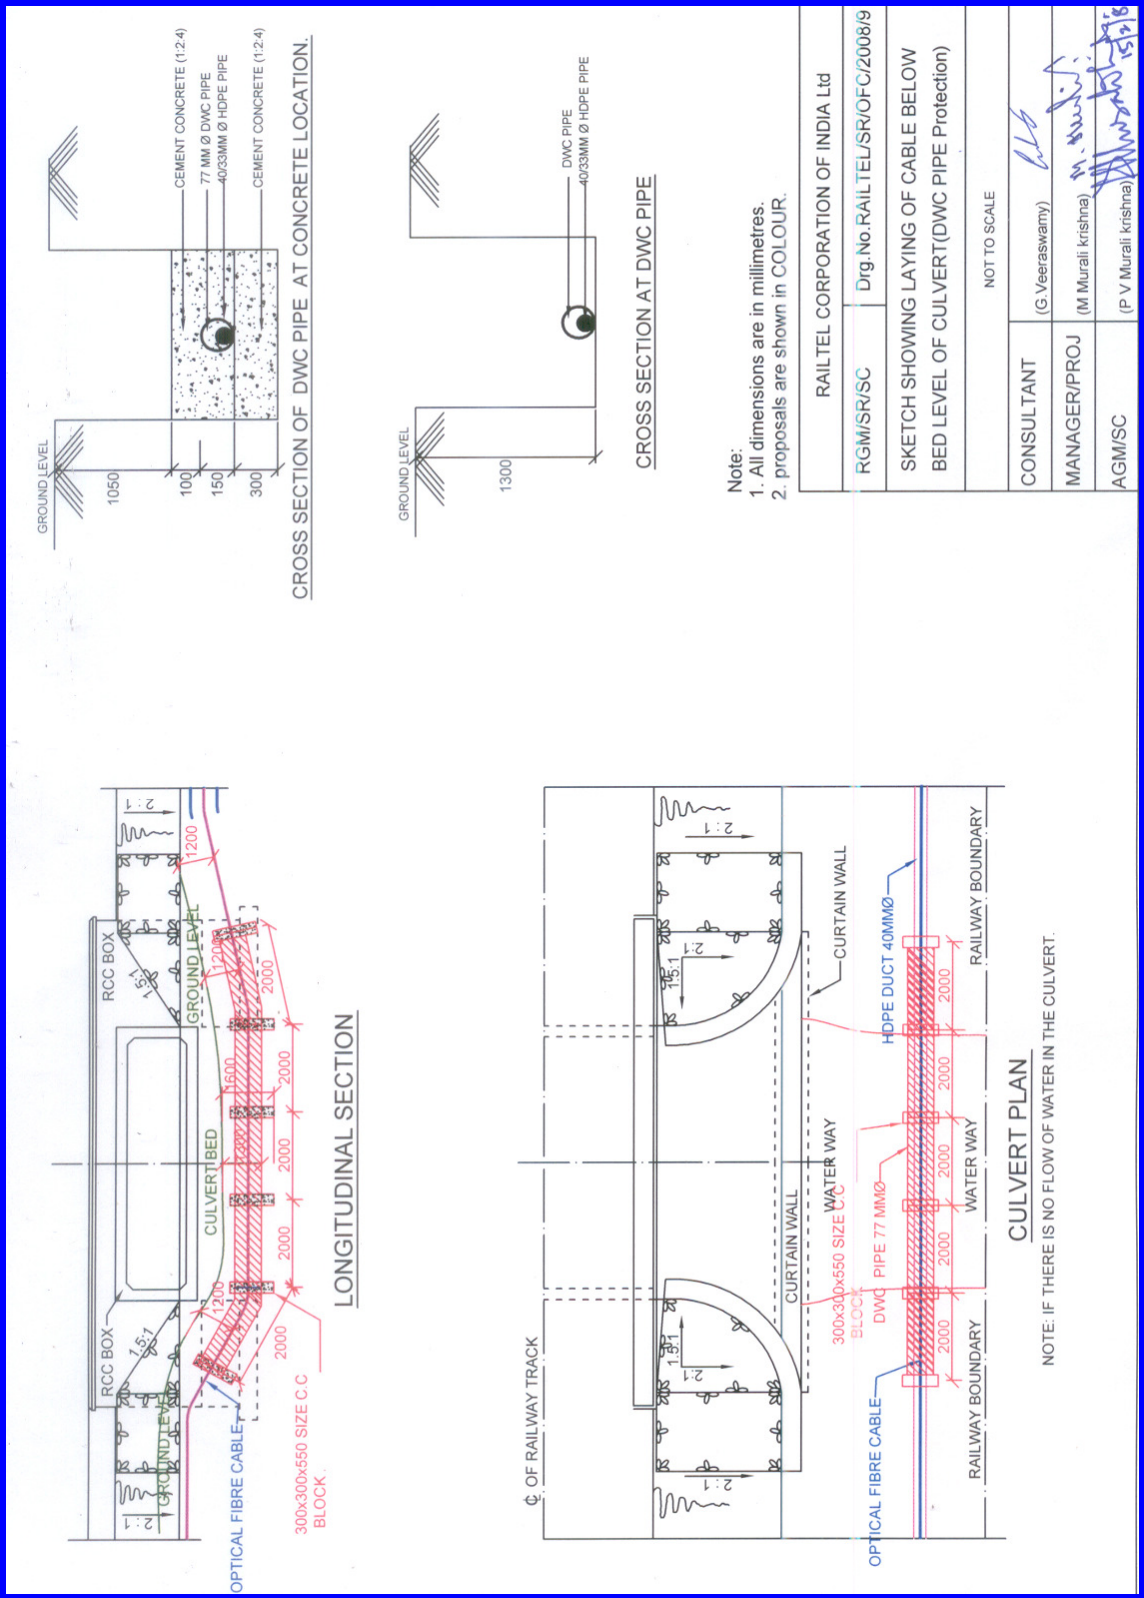 RCC BOX
RCC BOX
1.5:1
1.5:1
2:1
2:1
GROUND LEVEL
GROUND LEVEL
CULVERT BED
1200
1200
1200
1600
2000
2000
2000
2000
2000
OPTICAL FIBRE CABLE
300x300x550 SIZE C.C
BLOCK
LONGITUDINAL SECTION
GROUND LEVEL
1050
100
150
300
CEMENT CONCRETE (1:2:4)
77 MM Ø DWC PIPE
40/33MM Ø HDPE PIPE
CEMENT CONCRETE (1:2:4)
CROSS SECTION OF DWC PIPE AT CONCRETE LOCATION.
GROUND LEVEL
1300
DWC PIPE
40/33MM Ø HDPE PIPE
CROSS SECTION AT DWC PIPE
℄ OF RAILWAY TRACK
2:1
2:1
1.5:1
2:1
1.5:1
2:1
CURTAIN WALL
CURTAIN WALL
WATER WAY
300x300x550 SIZE C.C
BLOCK
DWC PIPE 77 MMØ
HDPE DUCT 40MMØ
OPTICAL FIBRE CABLE
2000
2000
2000
2000
2000
RAILWAY BOUNDARY
WATER WAY
RAILWAY BOUNDARY
CULVERT PLAN
NOTE: IF THERE IS NO FLOW OF WATER IN THE CULVERT.
Note:
1. All dimensions are in millimetres.
2. proposals are shown in COLOUR.
RAILTEL CORPORATION OF INDIA Ltd
RGM/SR/SC
Drg.No.RAILTEL/SR/OFC/2008/9
SKETCH SHOWING LAYING OF CABLE BELOW
BED LEVEL OF CULVERT(DWC PIPE Protection)
NOT TO SCALE
CONSULTANT
(G.Veeraswamy)
MANAGER/PROJ
(M Murali krishna)
AGM/SC
(P V Murali krishna)
15/2/8